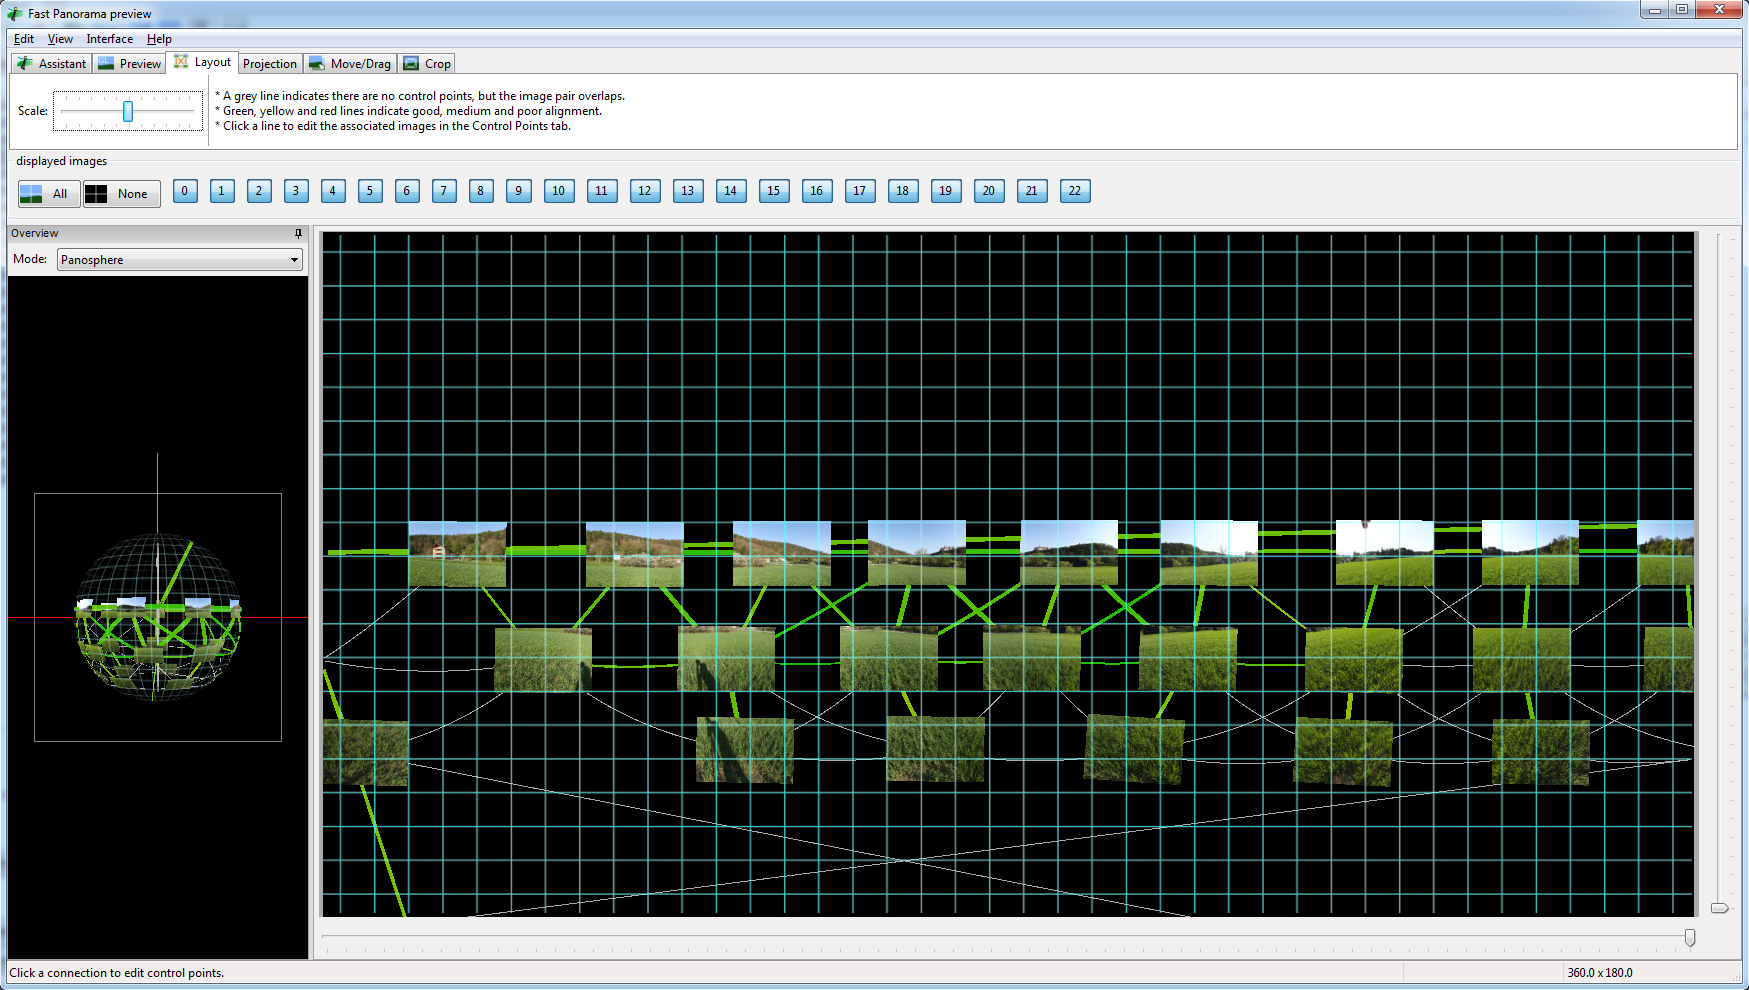 Fast Panorama preview
Edit View Interface Help
Assistant Preview Layout Projection Move/Drag Crop
Scale:
* A grey line indicates there are no control points, but the image pair overlaps.
* Green, yellow and red lines indicate good, medium and poor alignment.
* Click a line to edit the associated images in the Control Points tab.
displayed images
All None 0 1 2 3 4 5 6 7 8 9 10 11 12 13 14 15 16 17 18 19 20 21 22
Overview
Mode: Panosphere
Click a connection to edit control points.
360.0 x 180.0